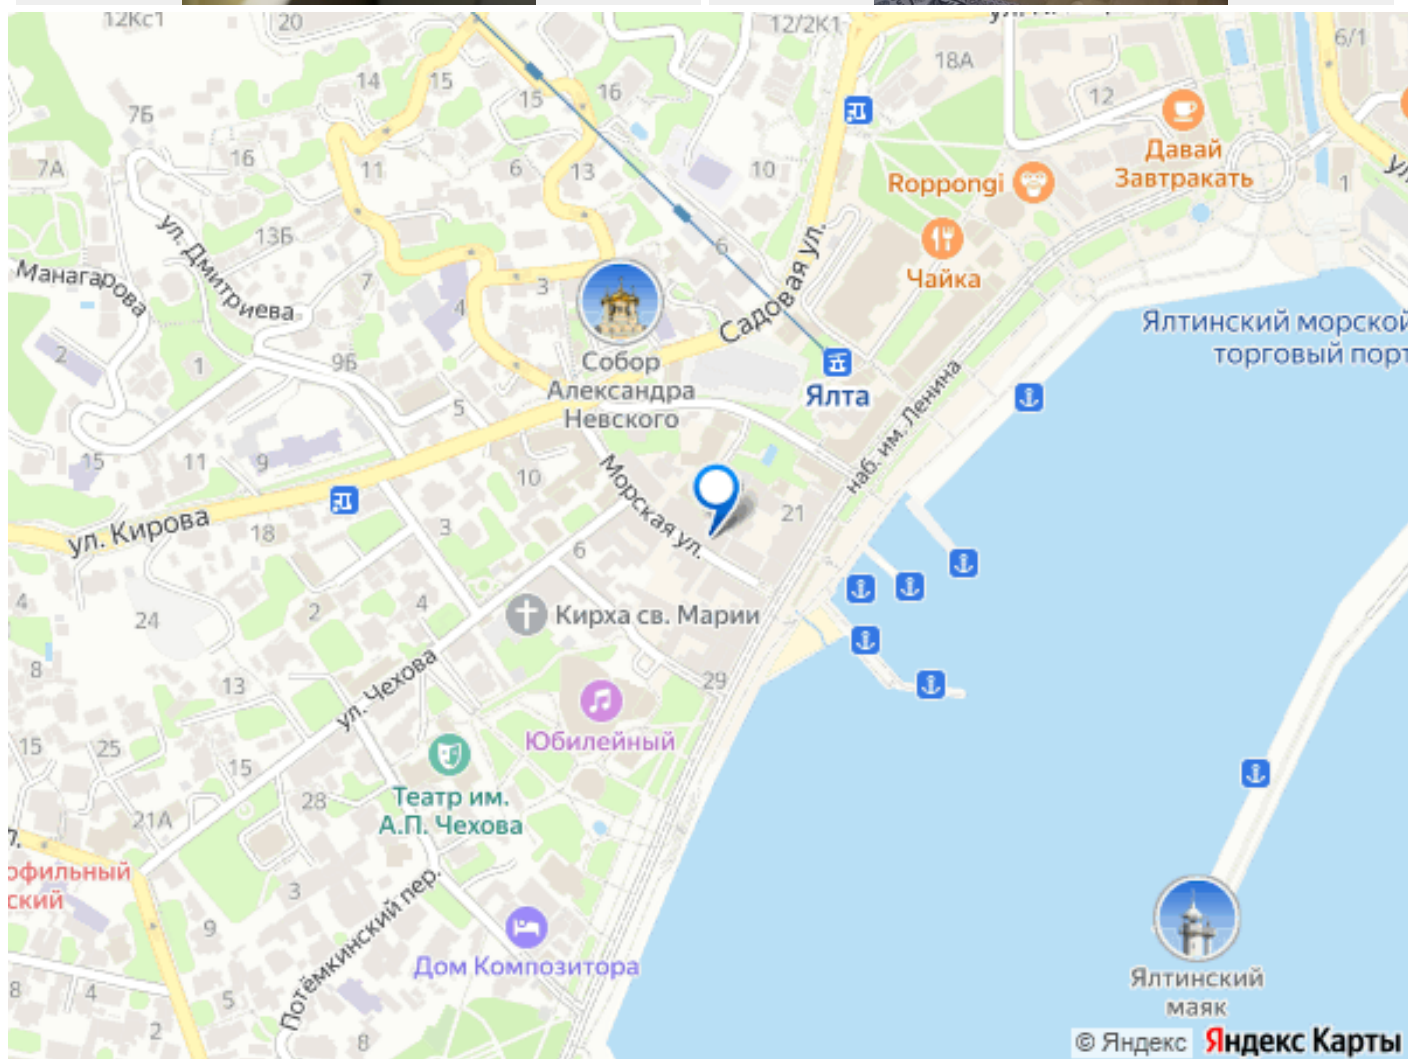 12Кс1
20
12/2К1
18А
6/1
14
15
15
16
12
7Б
Давай
Завтракать
16
7А
11
6
13
10
Roppongi
1
ул. Дмитриева
13Б
6
Манагарова
7
3
4
Чайка
Садовая ул.
Ялтинский морской
торговый порт
2
1
9Б
Собор
Александра
Невского
Ялта
наб. им. Ленина
5
15
11
9
10
Морская ул.
21
ул. Кирова
18
3
6
4
24
2
4
Кирха св. Марии
8
13
ул. Чехова
29
15
25
15
Юбилейный
28
21А
Театр им.
А.П. Чехова
офильный
ский
3
9
Потёмкинский пер.
Дом Композитора
Ялтинский
маяк
8
4
5
2
8
© Яндекс Яндекс Карты